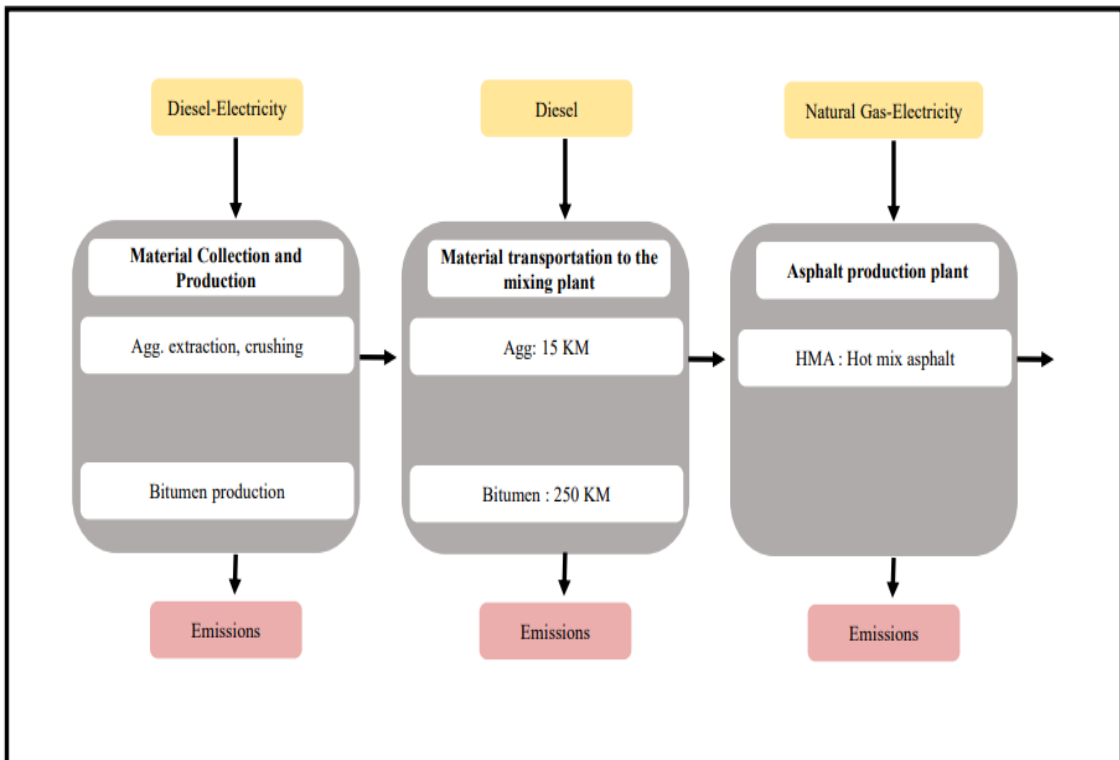 Diesel-Electricity
Diesel
Natural Gas-Electricity
Material Collection and
Production
Material transportation to the
mixing plant
Asphalt production plant
Agg. extraction, crushing
Agg: 15 KM
HMA : Hot mix asphalt
Bitumen production
Bitumen : 250 KM
Emissions
Emissions
Emissions